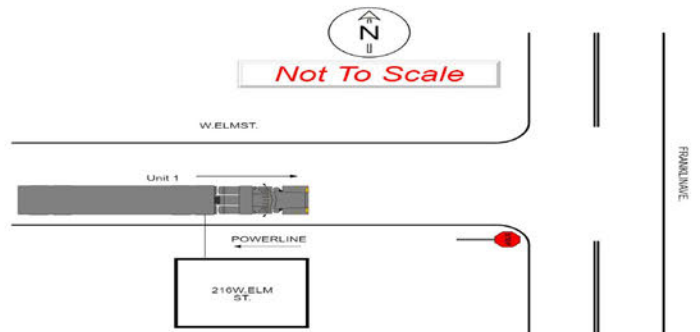 N
Not To Scale
W.ELMST.
Unit 1
FRANKLINAVE.
POWERLINE
216W.ELM
ST.